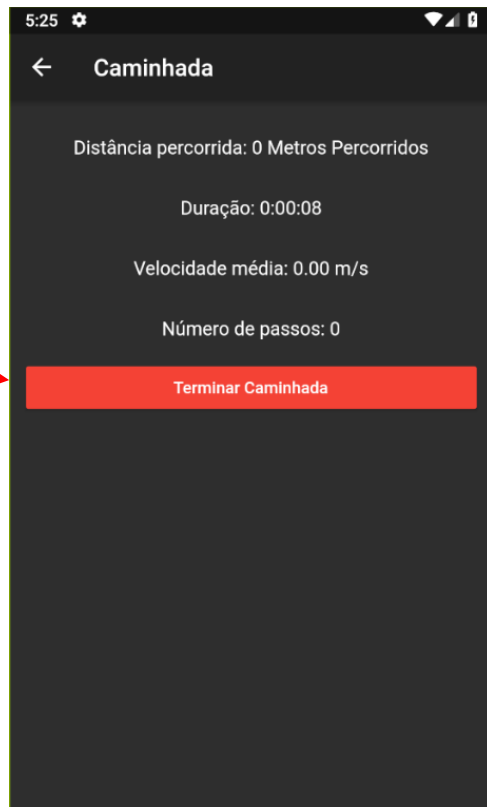 5:25
Caminhada
Distância percorrida: 0 Metros Percorridos
Duração: 0:00:08
Velocidade média: 0.00 m/s
Número de passos: 0
Terminar Caminhada